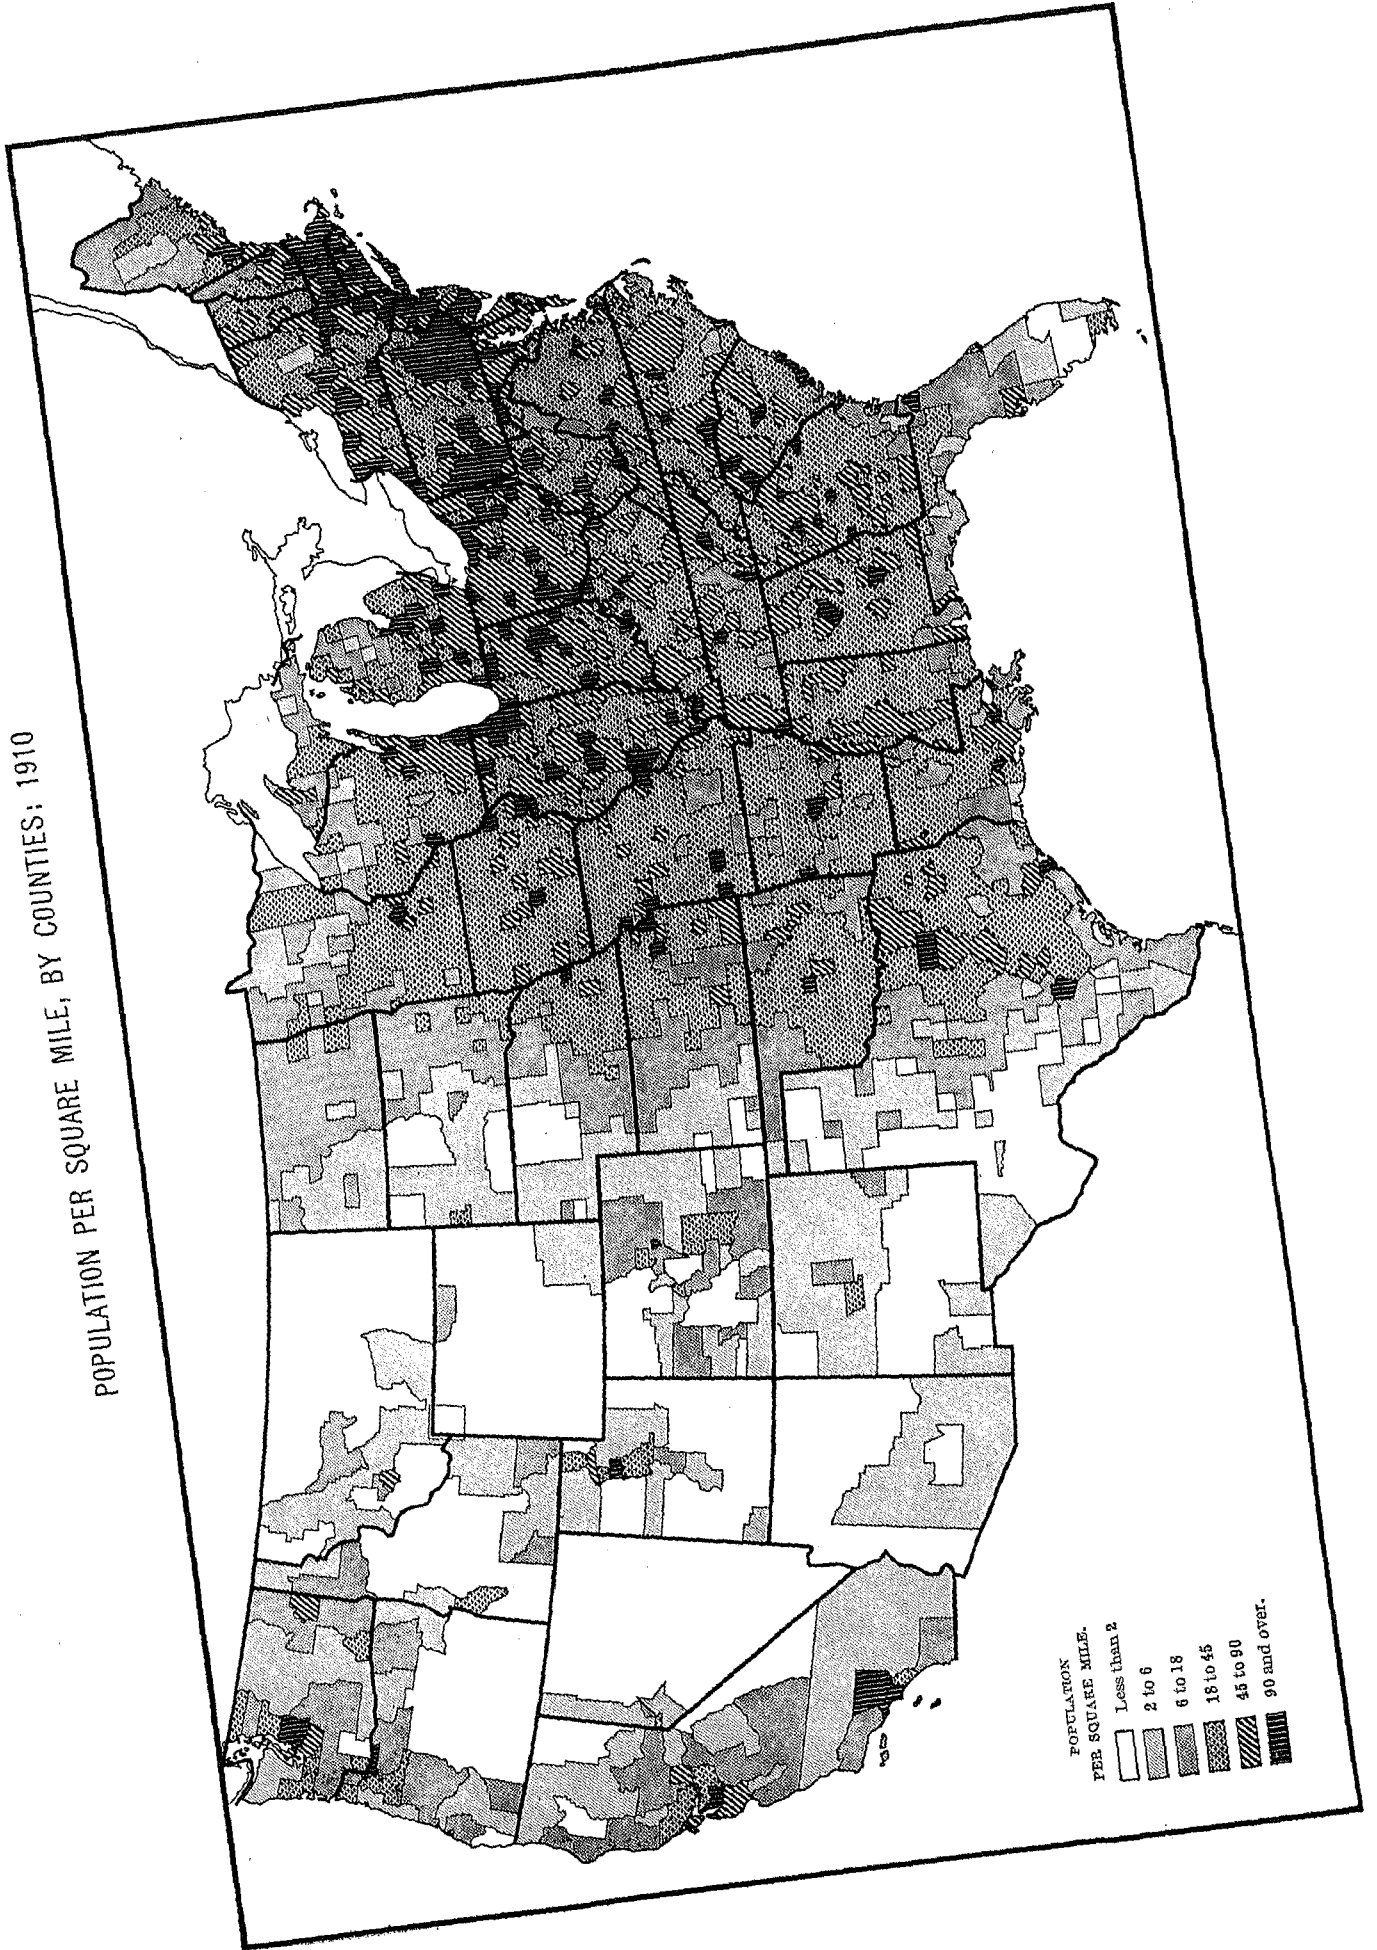 POPULATION PER SQUARE MILE, BY COUNTIES: 1910
POPULATION
PER SQUARE MILE.
Less than 2
2 to 6
6 to 18
18 to 45
45 to 90
90 and over.